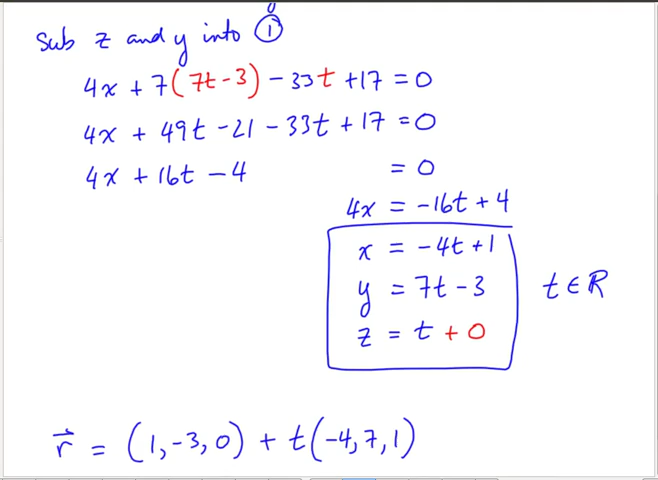 Sub z and y into ①
4x + 7(7t-3) - 33t + 17 = 0
4x + 49t - 21 - 33t + 17 = 0
4x + 16t - 4 = 0
4x = -16t + 4
x = -4t + 1
y = 7t - 3 t ∈ R
z = t + 0
r⃗ = (1, -3, 0) + t(-4, 7, 1)